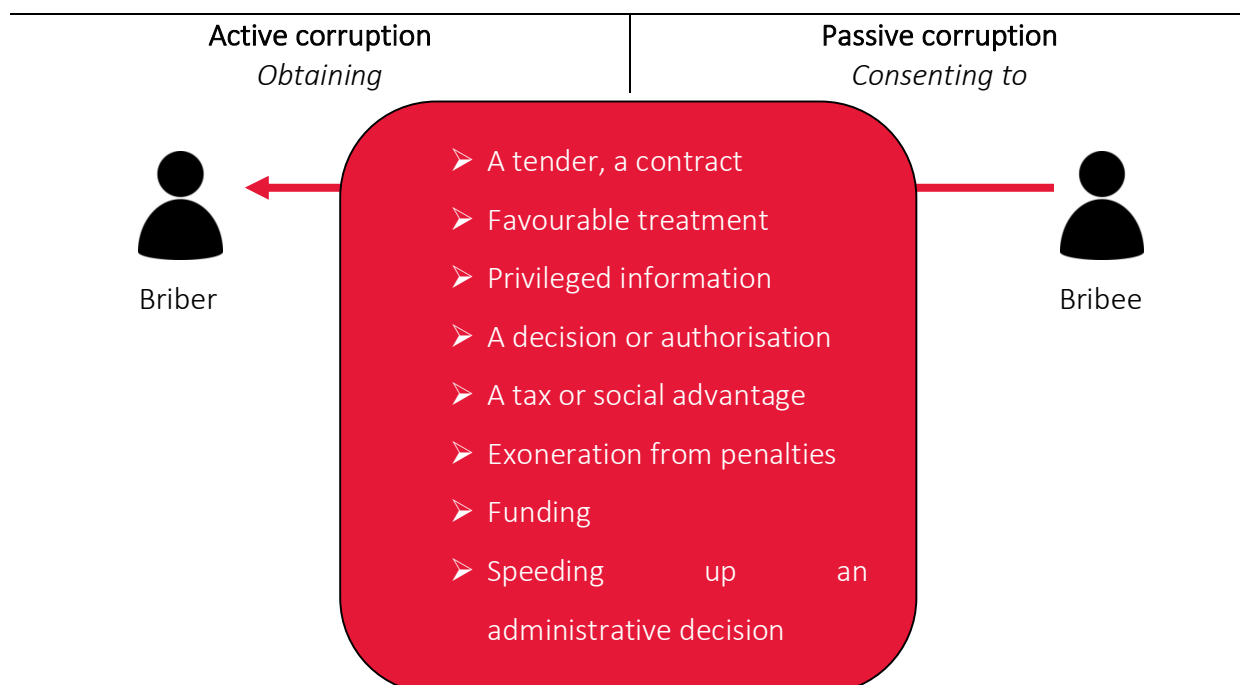 Active corruption
Obtaining
Passive corruption
Consenting to
➢ A tender, a contract
➢ Favourable treatment
➢ Privileged information
➢ A decision or authorisation
➢ A tax or social advantage
➢ Exoneration from penalties
➢ Funding
➢ Speeding up an
administrative decision
Briber
Bribee